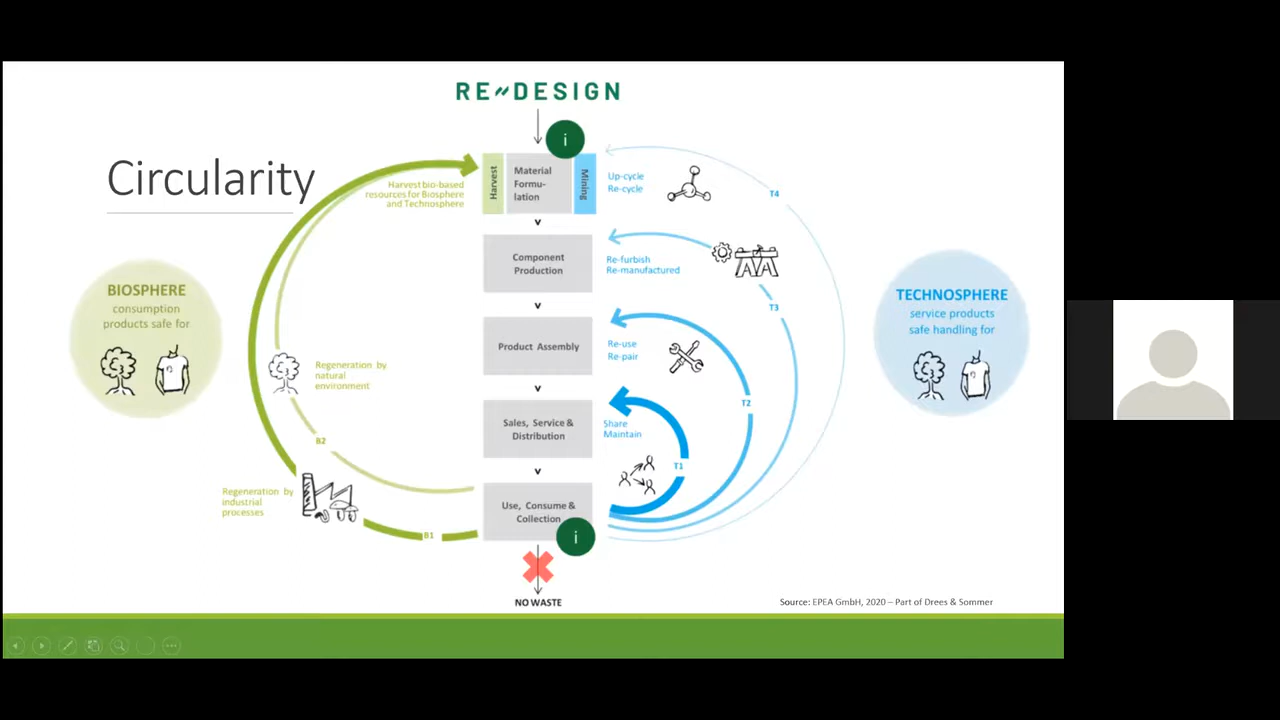 RE~DESIGN
i
Circularity
Harvest bio-based
resources for Biosphere
and Technosphere
Harvest
Material
Formu-
lation
Mining
Up-cycle
Re-cycle
T4
Component
Production
Re-furbish
Re-manufactured
T3
BIOSPHERE
consumption
products safe for
TECHNOSPHERE
service products
safe handling for
Product Assembly
Re-use
Re-pair
T2
Regeneration by
natural
environment
B2
Sales, Service &
Distribution
Share
Maintain
T1
Regeneration by
industrial
processes
B1
Use, Consume &
Collection
i
NO WASTE
Source: EPEA GmbH, 2020 – Part of Drees & Sommer